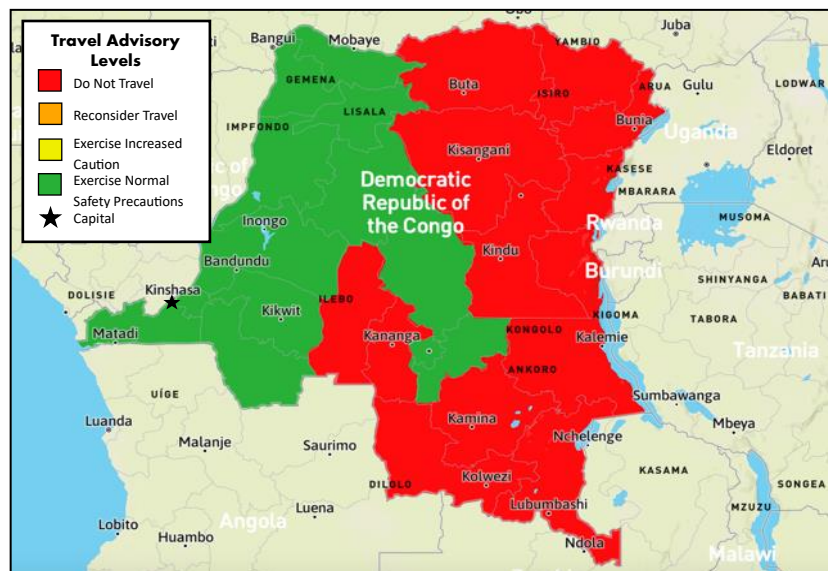 Travel Advisory
Levels
Do Not Travel
Reconsider Travel
Exercise Increased
Caution
Exercise Normal
Safety Precautions
Capital
Juba
Bangui
Mobaye
YAMBIO
GEMENA
Buta
ISIRO
ARUA
Gulu
LODWAR
LISALA
IMPFONDO
Bunia
Uganda
Kisangani
Eldoret
KASESE
MBARARA
Democratic
Republic of
the Congo
MUSOMA
Inongo
Rwanda
Bandundu
Kindu
Burundi
SHINYANGA
Kinshasa
DOLISIE
ILEBO
BABATI
Kikwit
KIGOMA
TABORA
Matadi
Kananga
KONGOLO
Kalemie
Tanzania
ANKORO
UÍGE
Sumbawanga
Luanda
Kamina
Mbeya
Malanje
Saurimo
Nchelenge
KASAMA
Kolwezi
DILOLO
SONGEA
Lubumbashi
Luena
MZUZU
Angola
Lobito
Huambo
Ndola
Malawi